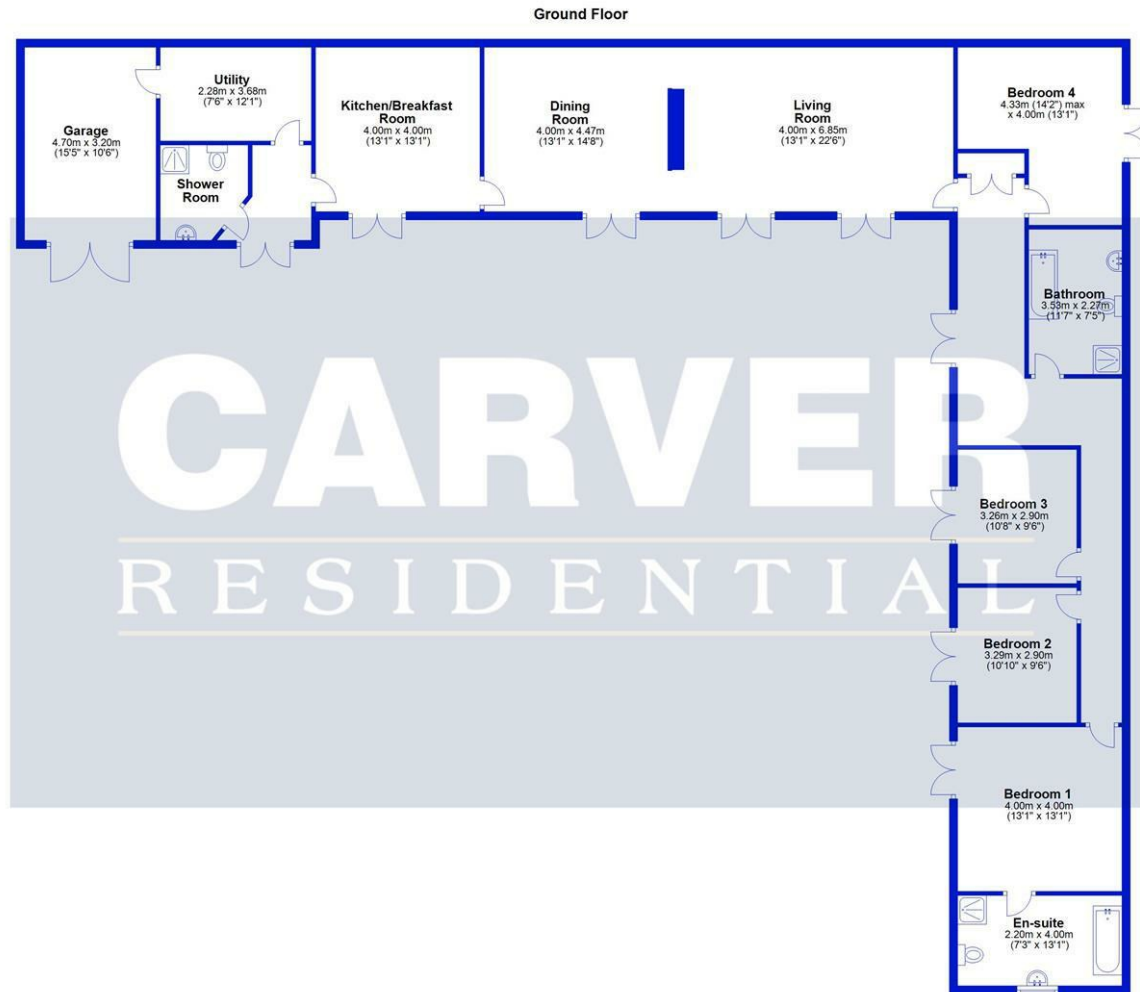 Ground Floor
Utility
2.28m x 3.68m
(7'6" x 12'1")
Garage
4.70m x 3.20m
(15'5" x 10'6")
Shower
Room
Kitchen/Breakfast
Room
4.00m x 4.00m
(13'1" x 13'1")
Dining
Room
4.00m x 4.47m
(13'1" x 14'8")
Living
Room
4.00m x 6.85m
(13'1" x 22'6")
Bedroom 4
4.33m (14'2") max
x 4.00m (13'1")
Bathroom
3.53m x 2.27m
(11'7" x 7'5")
CARVER
RESIDENTIAL
Bedroom 3
3.26m x 2.90m
(10'8" x 9'6")
Bedroom 2
3.29m x 2.90m
(10'10" x 9'6")
Bedroom 1
4.00m x 4.00m
(13'1" x 13'1")
En-suite
2.20m x 4.00m
(7'3" x 13'1")